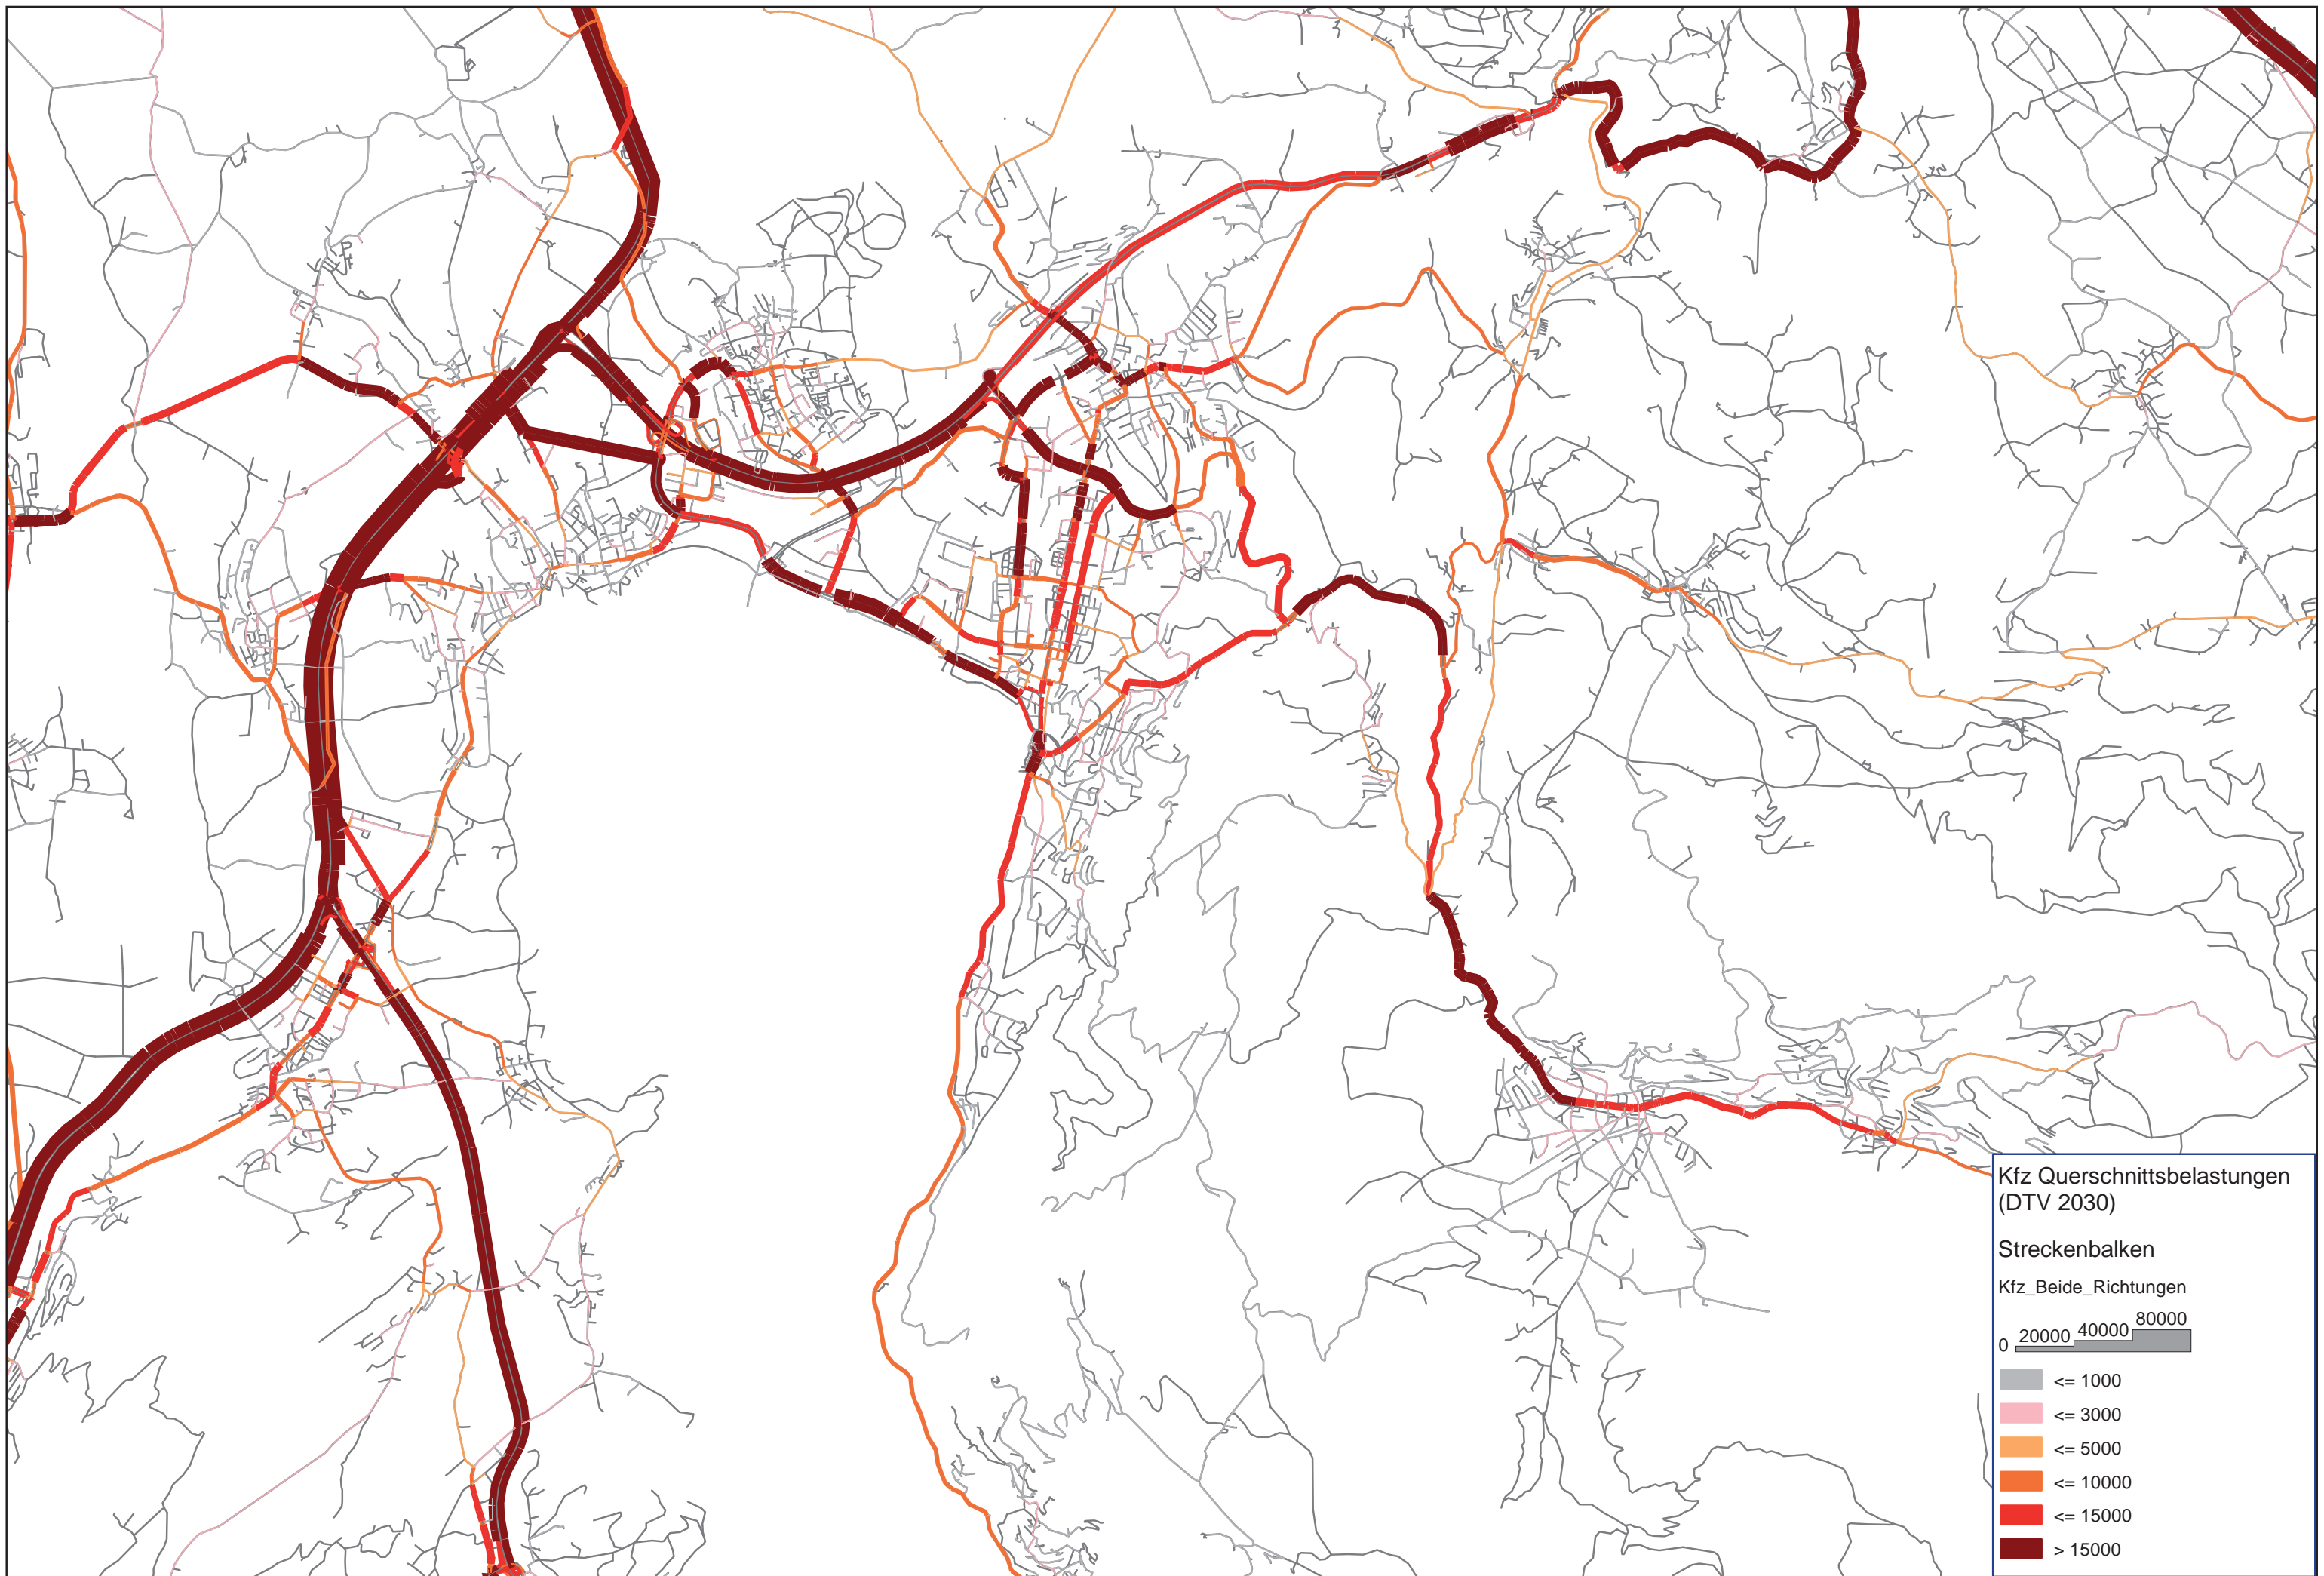 Kfz Querschnittsbelastungen
(DTV 2030)
Streckenbalken
Kfz_Beide_Richtungen
0 20000 40000 80000
<= 1000
<= 3000
<= 5000
<= 10000
<= 15000
> 15000